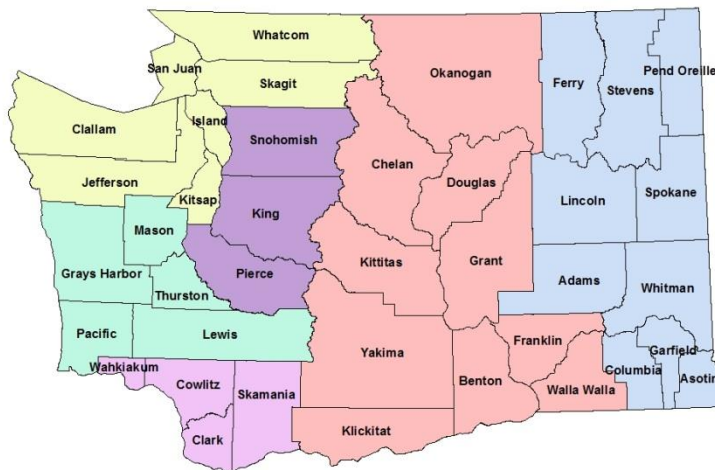 Whatcom
San Juan
Skagit
Okanogan
Ferry
Stevens
Pend Oreille
Island
Clallam
Snohomish
Chelan
Jefferson
Kitsap
Douglas
Lincoln
Spokane
King
Mason
Kittitas
Grant
Grays Harbor
Pierce
Adams
Whitman
Thurston
Pacific
Lewis
Yakima
Franklin
Garfield
Wahkiakum
Columbia
Asotin
Cowlitz
Skamania
Benton
Walla Walla
Clark
Klickitat